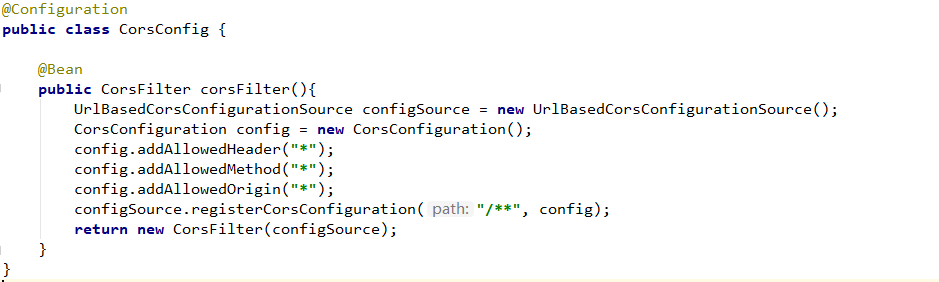 @Configuration
public class CorsConfig {
@Bean
public CorsFilter corsFilter(){
UrlBasedCorsConfigurationSource configSource = new UrlBasedCorsConfigurationSource();
CorsConfiguration config = new CorsConfiguration();
config.addAllowedHeader("*");
config.addAllowedMethod("*");
config.addAllowedOrigin("*");
configSource.registerCorsConfiguration( path: "/**", config);
return new CorsFilter(configSource);
}
}